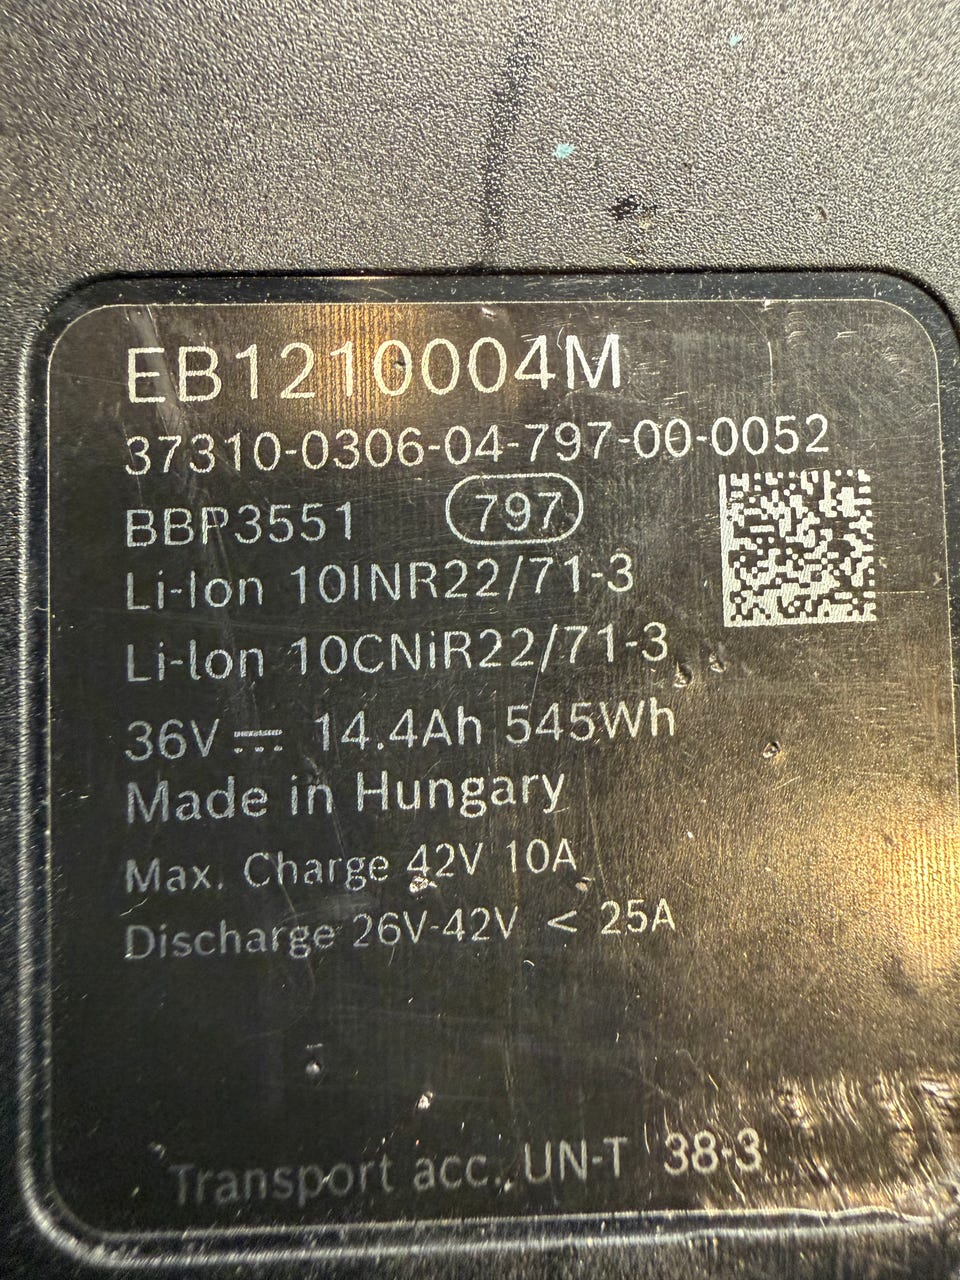 EB1210004M
37310-0306-04-797-00-0052
BBP3551 797
Li-Ion 10INR22/71-3
Li-Ion 10CNiR22/71-3
36V ⎓ 14.4Ah 545Wh
Made in Hungary
Max. Charge 42V 10A
Discharge 26V-42V < 25A
Transport acc. UN-T 38-3